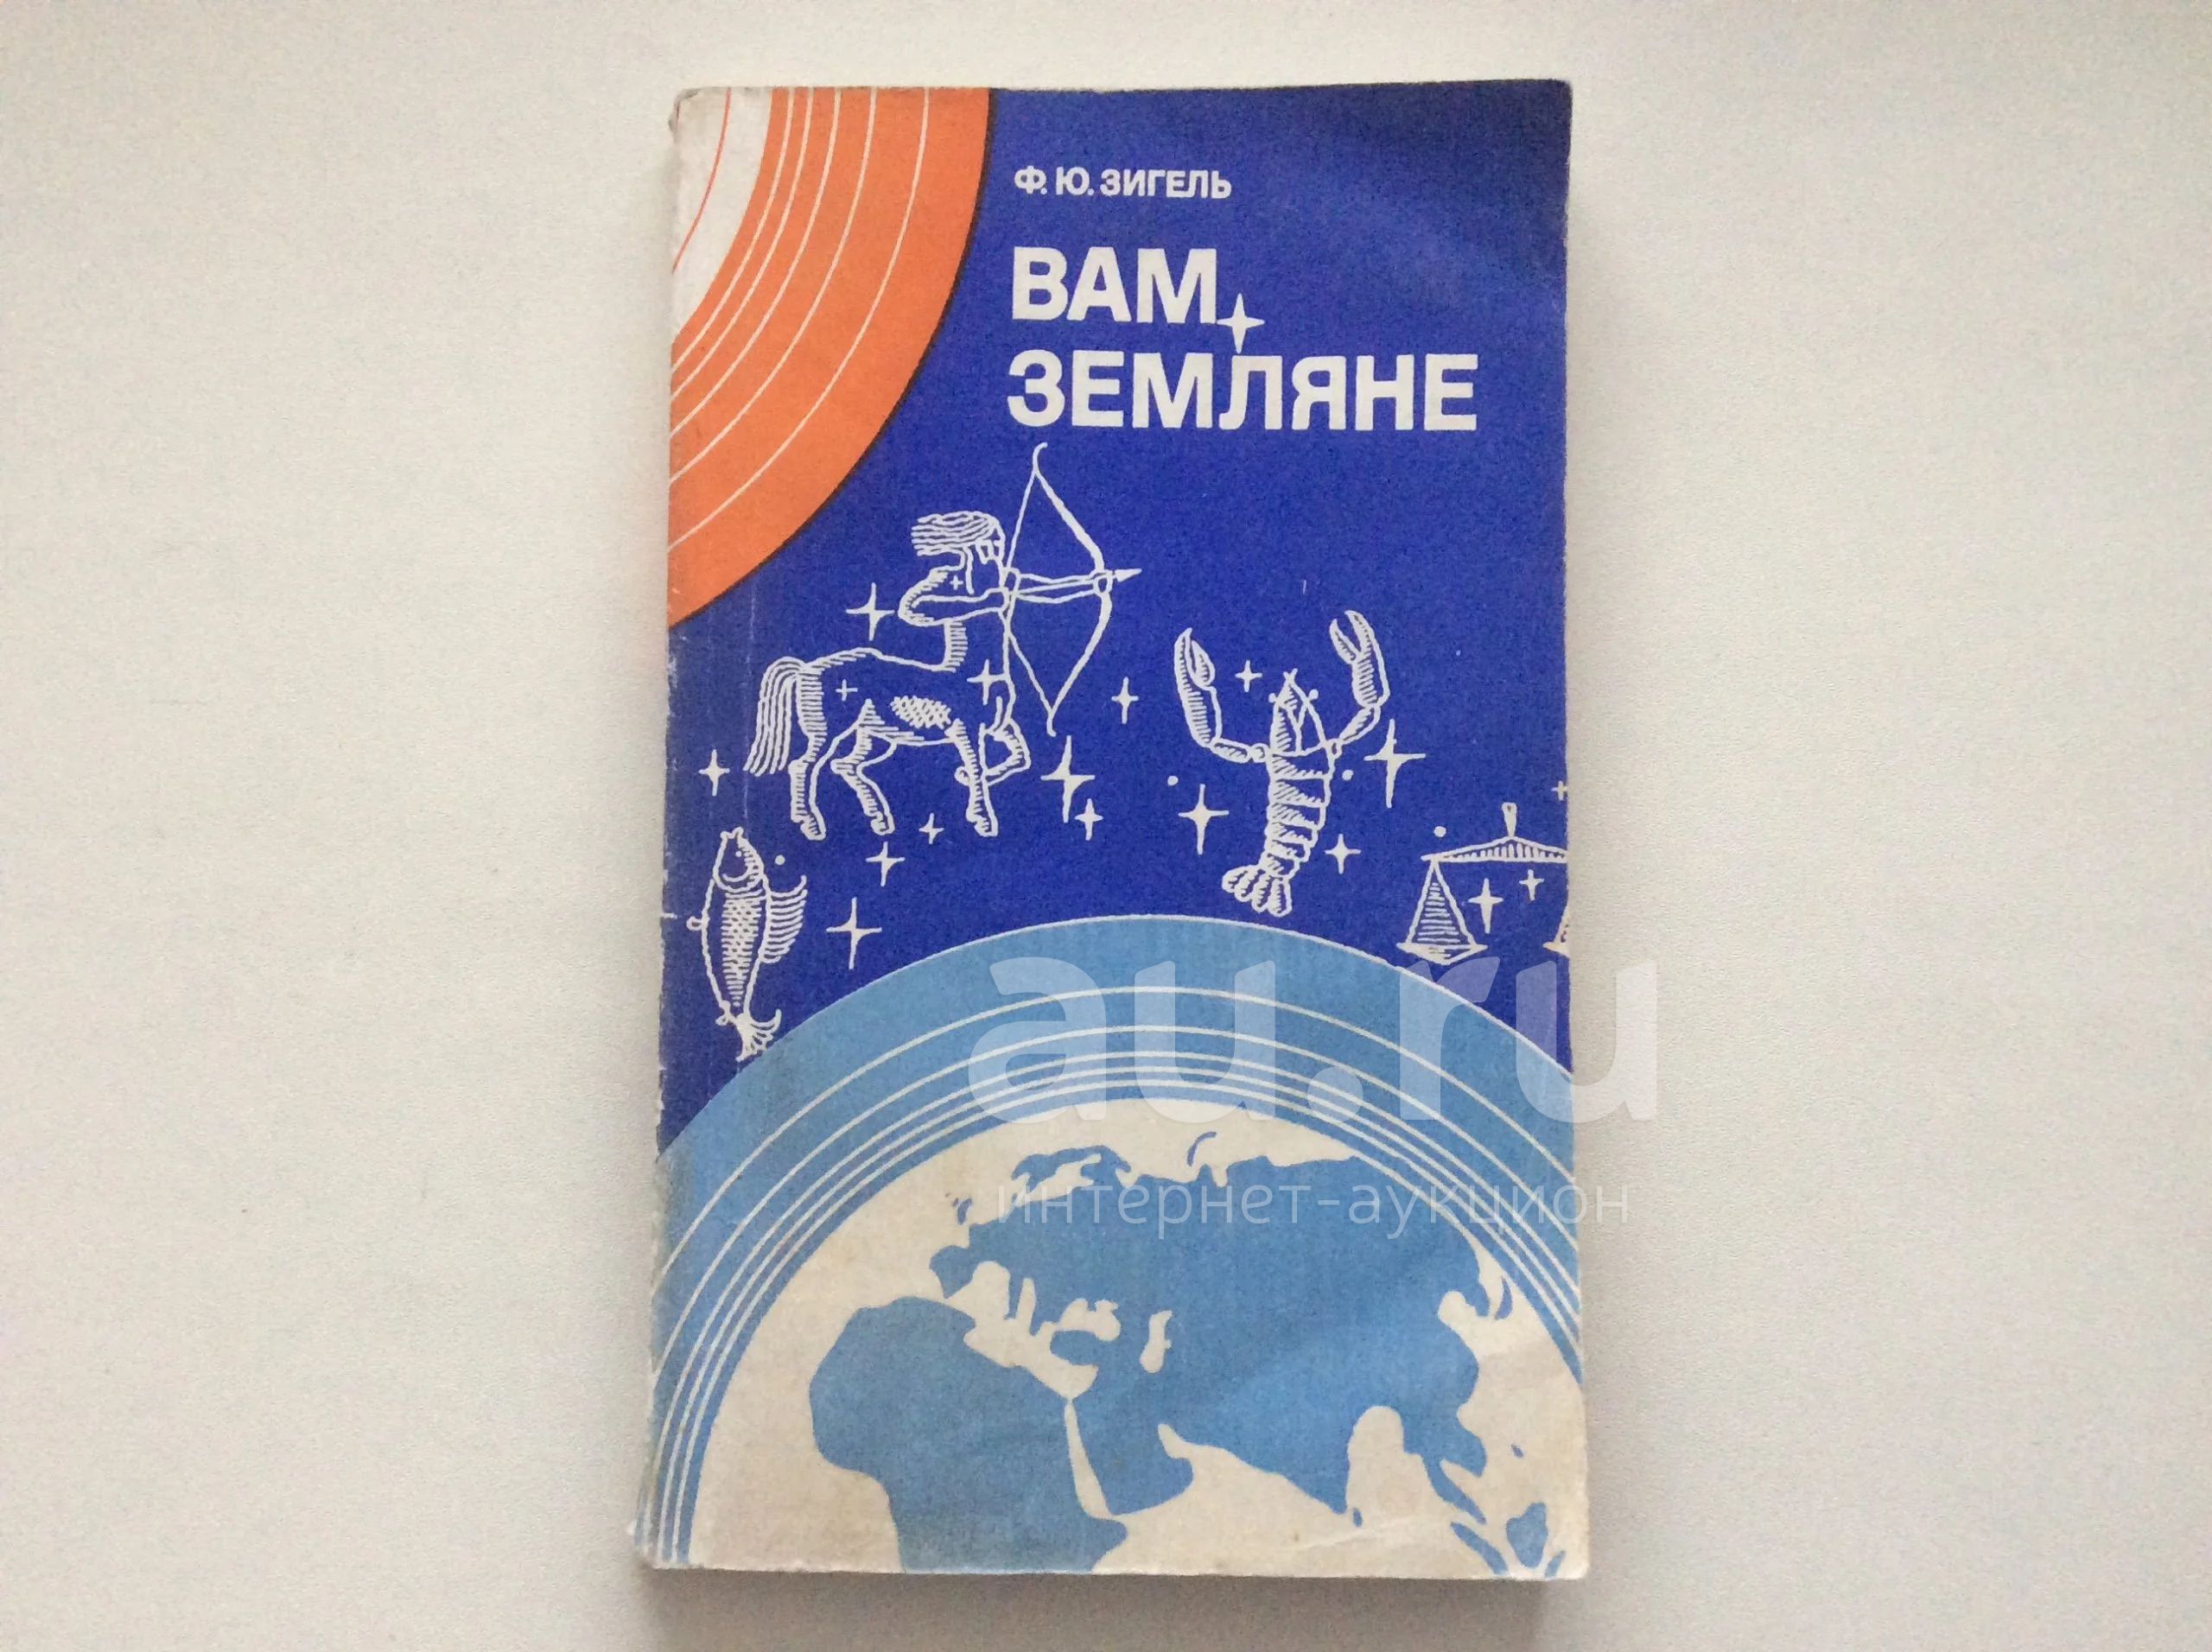 Ф. Ю. ЗИГЕЛЬ
ВАМ,
ЗЕМЛЯНЕ
au.ru
интернет-аукцион